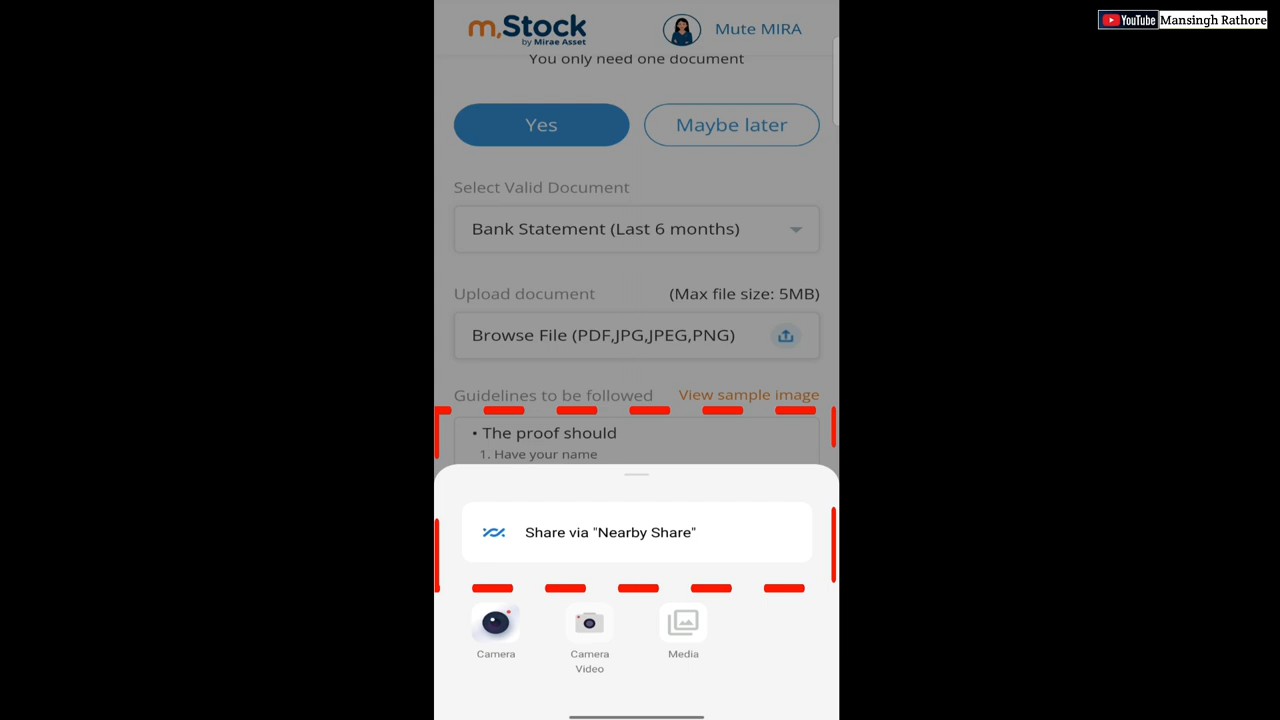 m.Stock
by Mirae Asset
Mute MIRA
YouTube Mansingh Rathore
You only need one document
Yes
Maybe later
Select Valid Document
Bank Statement (Last 6 months)
Upload document
(Max file size: 5MB)
Browse File (PDF,JPG,JPEG,PNG)
Guidelines to be followed
View sample image
• The proof should
1. Have your name
Share via "Nearby Share"
Camera
Camera
Video
Media